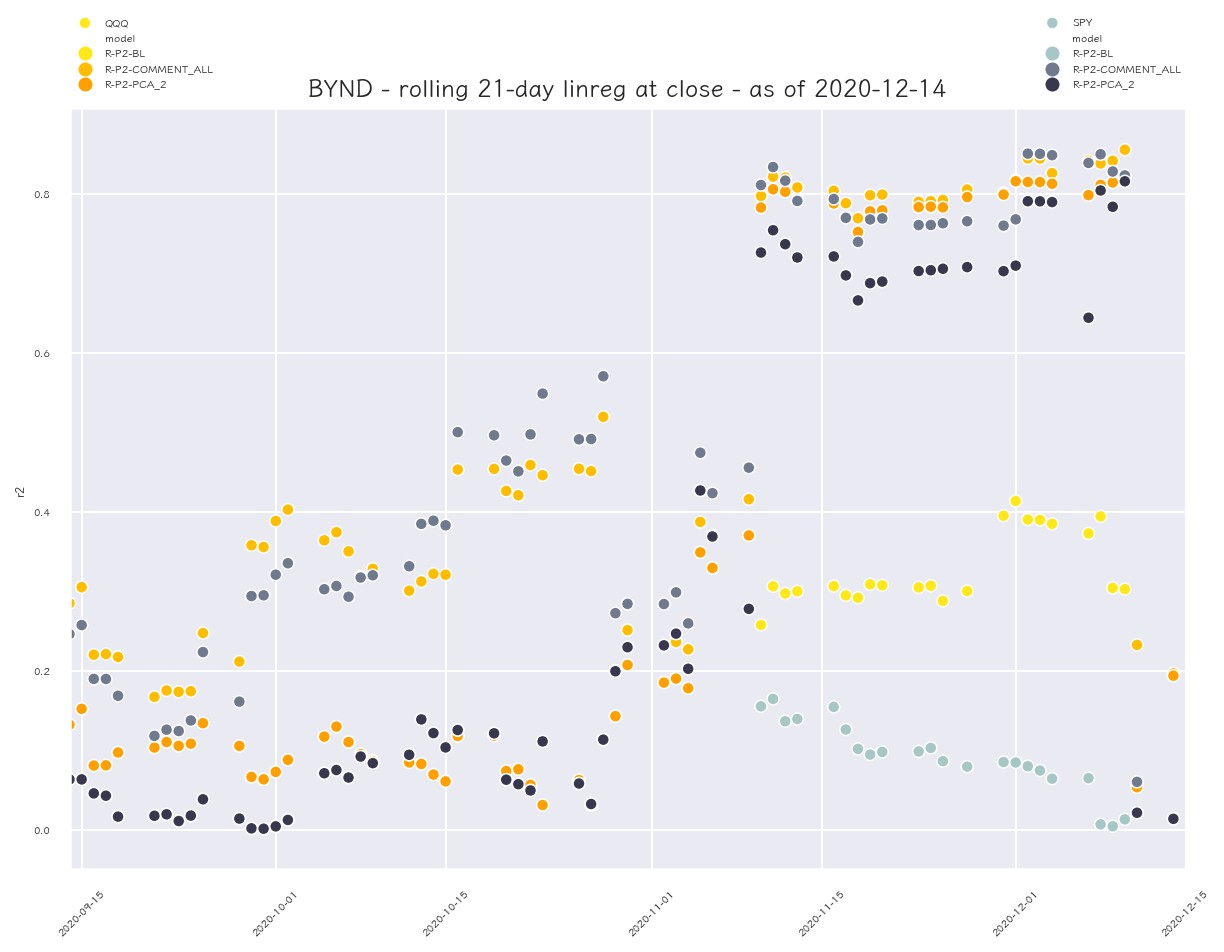 QQQ
model
R-P2-BL
R-P2-COMMENT_ALL
R-P2-PCA_2
SPY
model
R-P2-BL
R-P2-COMMENT_ALL
R-P2-PCA_2
BYND - rolling 21-day linreg at close - as of 2020-12-14
0.8
0.6
0.4
0.2
0.0
r2
2020-09-15
2020-10-01
2020-10-15
2020-11-01
2020-11-15
2020-12-01
2020-12-15